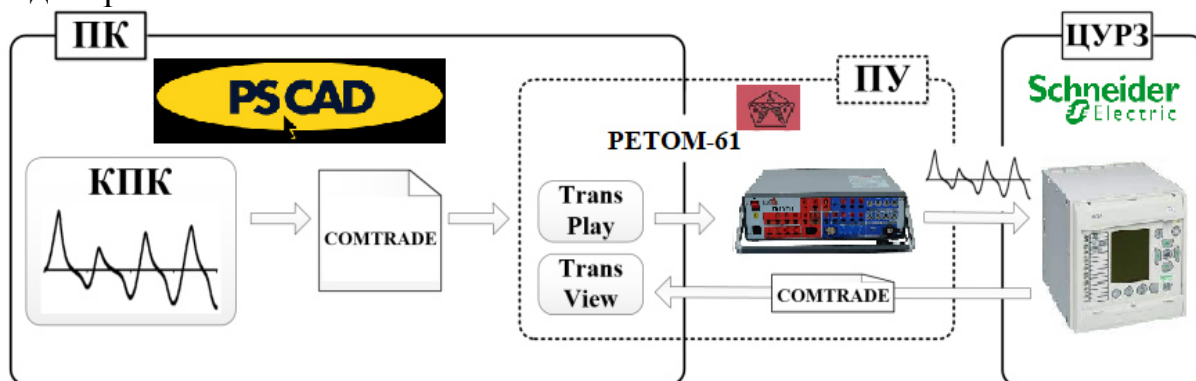 ПК
ЦУРЗ
ПУ
PSCAD
Schneider
Electric
РЕТОМ-61
КПК
COMTRADE
Trans
Play
Trans
View
COMTRADE